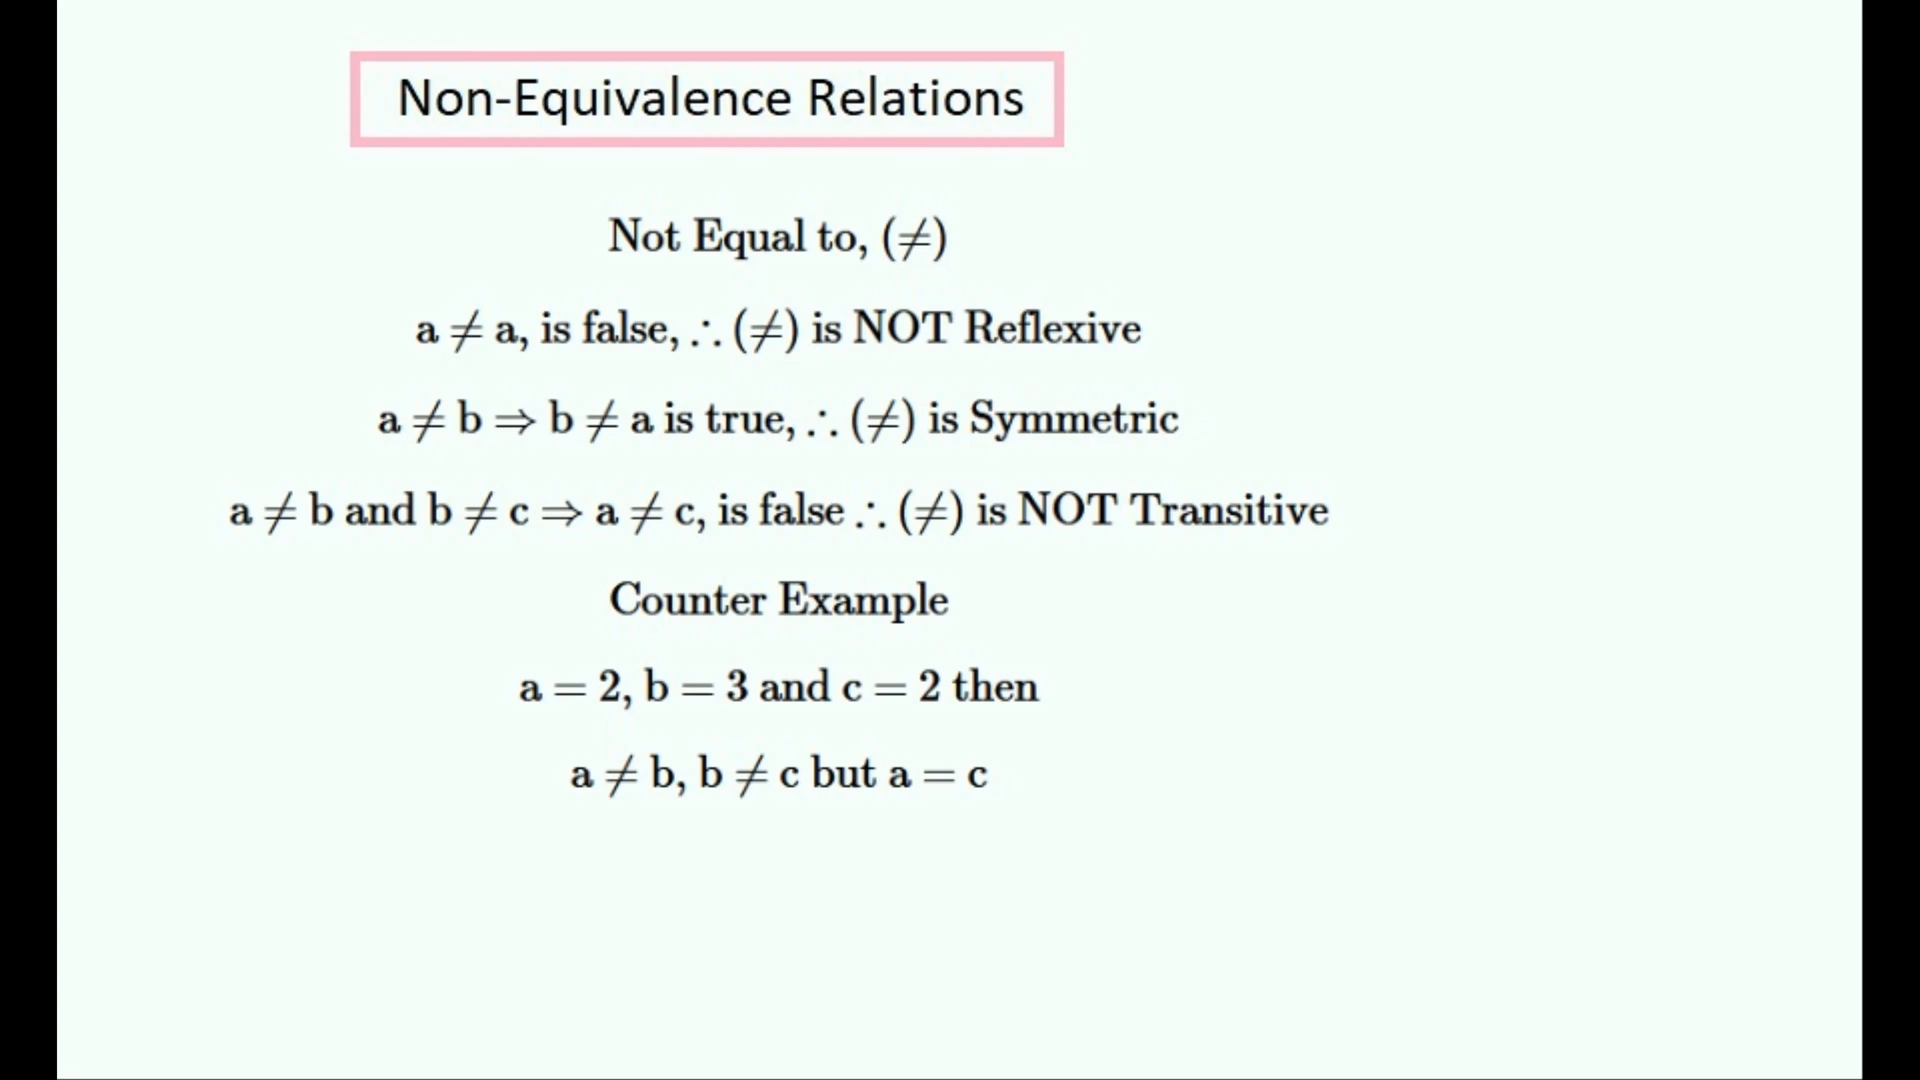 Non-Equivalence Relations
Not Equal to, (≠)
a ≠ a, is false, ∴ (≠) is NOT Reflexive
a ≠ b ⇒ b ≠ a is true, ∴ (≠) is Symmetric
a ≠ b and b ≠ c ⇒ a ≠ c, is false ∴ (≠) is NOT Transitive
Counter Example
a = 2, b = 3 and c = 2 then
a ≠ b, b ≠ c but a = c